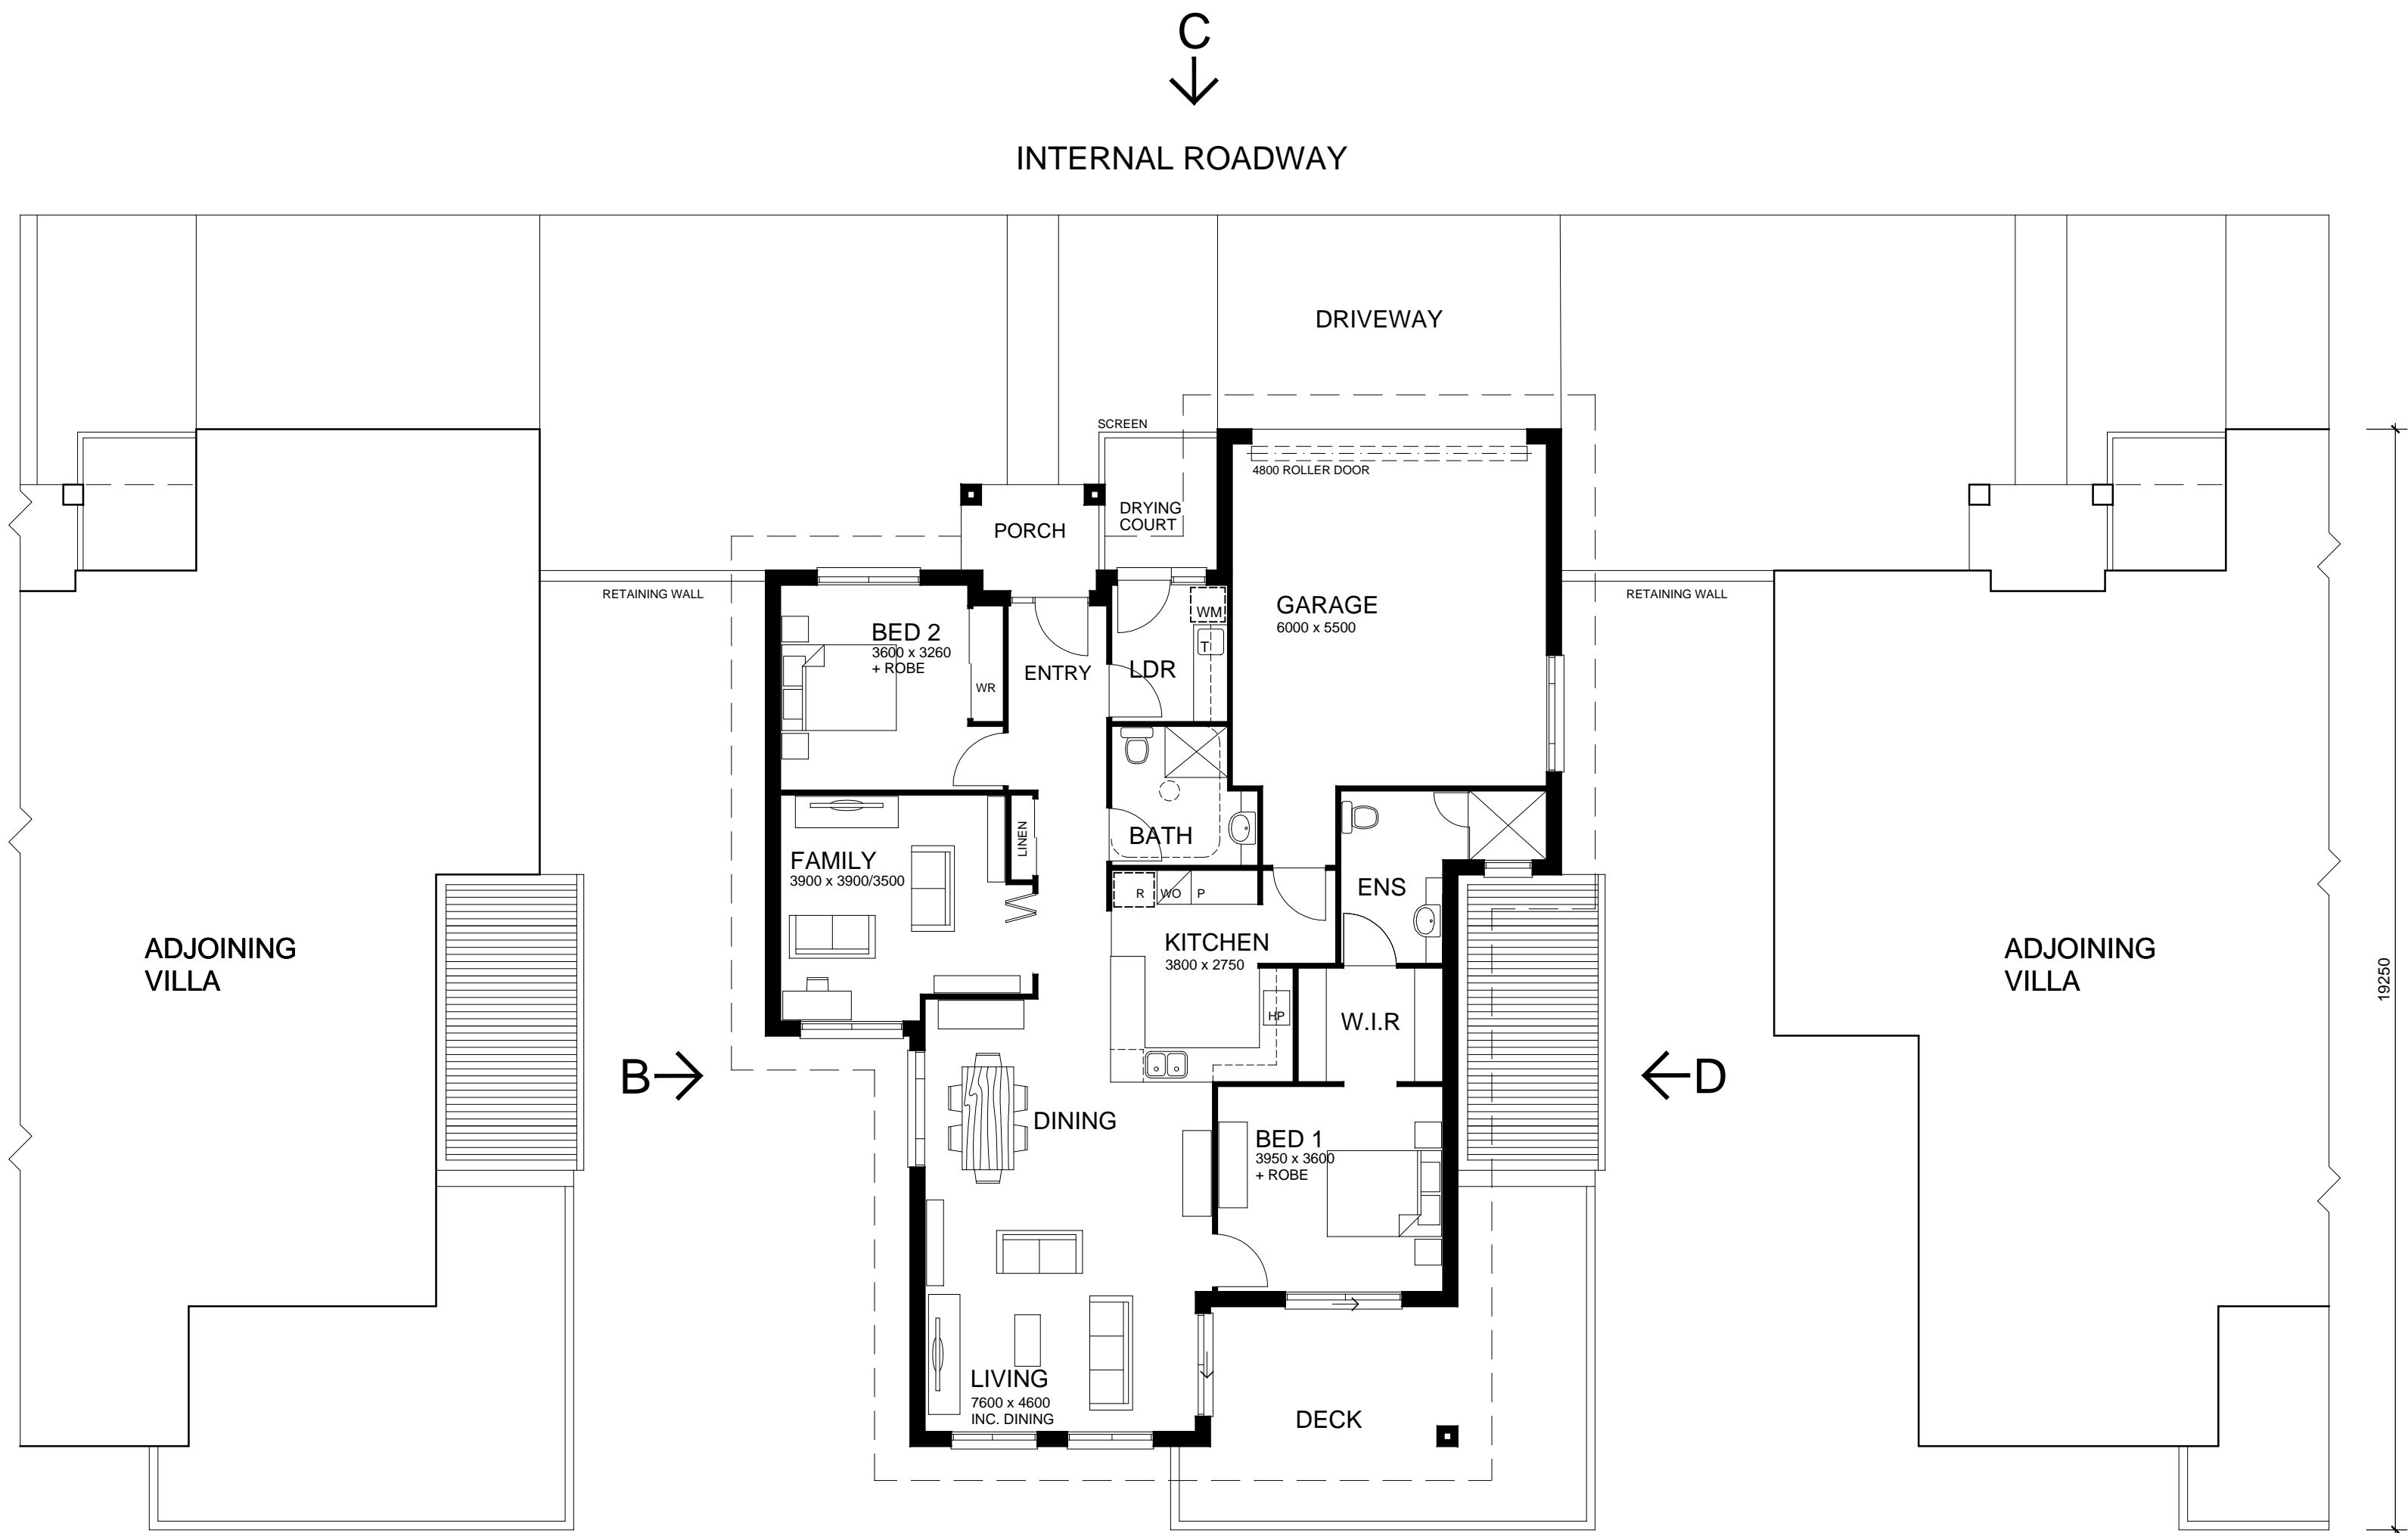 C
INTERNAL ROADWAY
DRIVEWAY
SCREEN
4800 ROLLER DOOR
DRYING
COURT
PORCH
RETAINING WALL
RETAINING WALL
GARAGE
6000 x 5500
WM
T
BED 2
3600 x 3260
+ ROBE
WR
ENTRY
LDR
BATH
LINEN
FAMILY
3900 x 3900/3500
ENS
R
WO
P
KITCHEN
3800 x 2750
ADJOINING
VILLA
ADJOINING
VILLA
19250
HP
W.I.R
B
D
DINING
BED 1
3950 x 3600
+ ROBE
LIVING
7600 x 4600
INC. DINING
DECK